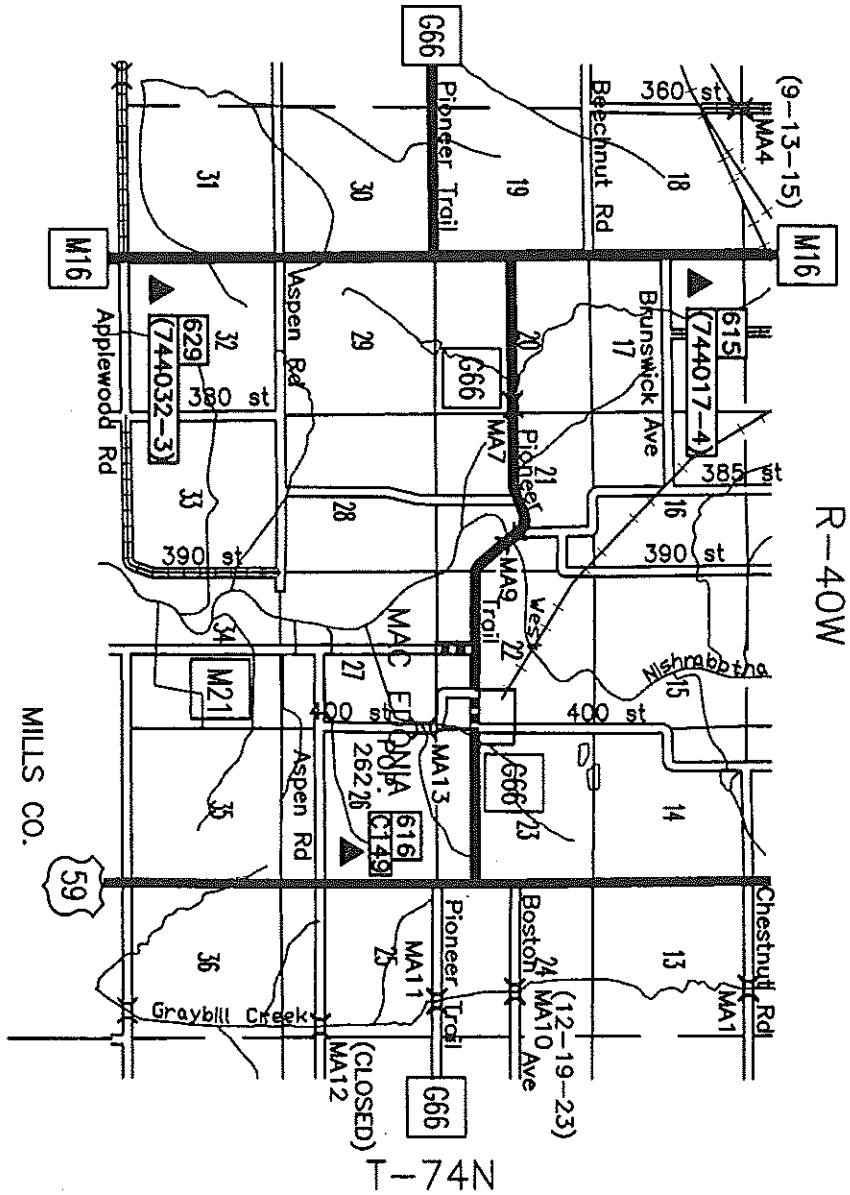 R-40W
T-74N
MILLS CO.
(9-13-15)
MA4
360 st
G66
Pioneer Trail
Beechnut Rd
18
19
30
31
M16
M16
615
(744017-4)
Brunswick Ave
17
20
29
32
Aspen Rd
629
(744032-3)
Applewood Rd
380 st
G66
MA7
Pioneer
21
385 st
16
28
33
390 st
390 st
MA9
Trail
West
22
Nishnabotna
15
MAC EDONIA
Pop.
262
27
34
M21
400 st
400 st
MA13
G66
23
14
26
616
C149
Aspen Rd
35
59
Chestnut Rd
MA1
13
Boston Ave
24
MA10
(12-19-23)
Pioneer Trail
MA11
25
G66
(CLOSED)
MA12
Graybill Creek
36